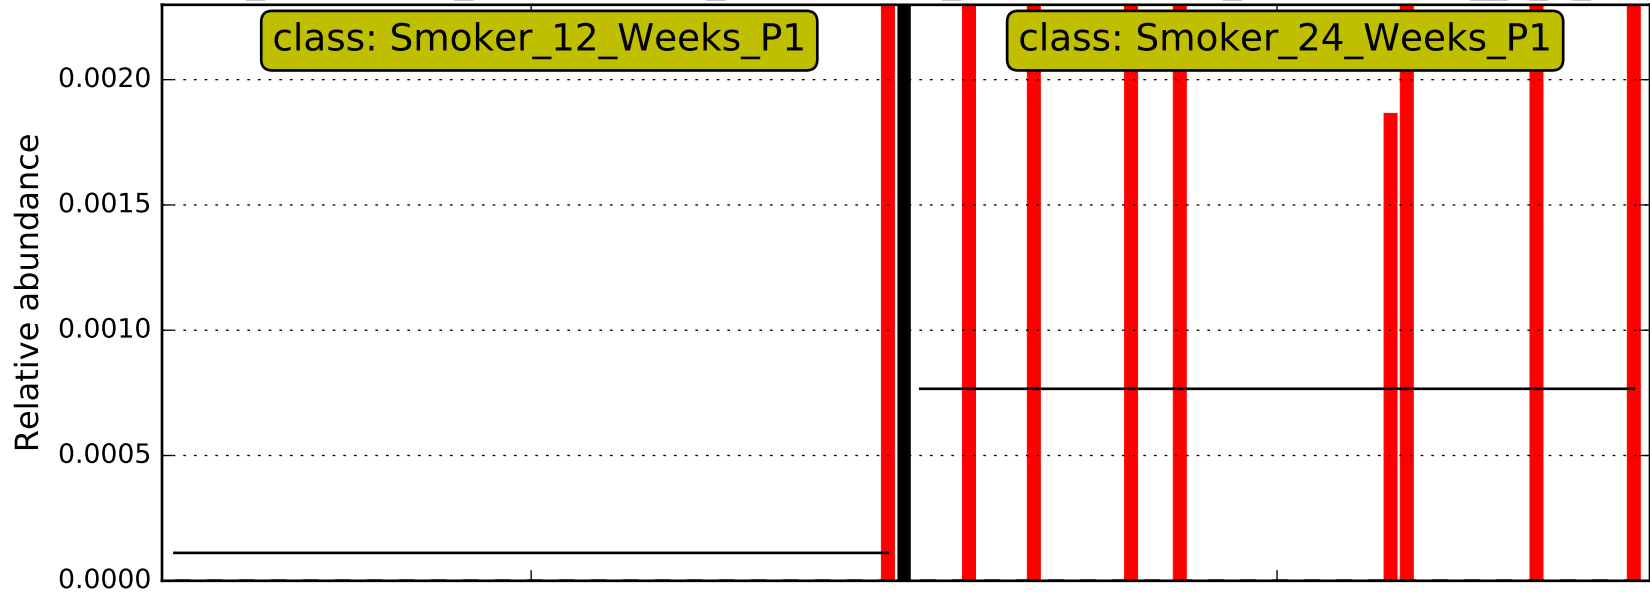 class: Smoker_12_Weeks_P1
class: Smoker_24_Weeks_P1
Relative abundance
0.0020
0.0015
0.0010
0.0005
0.0000